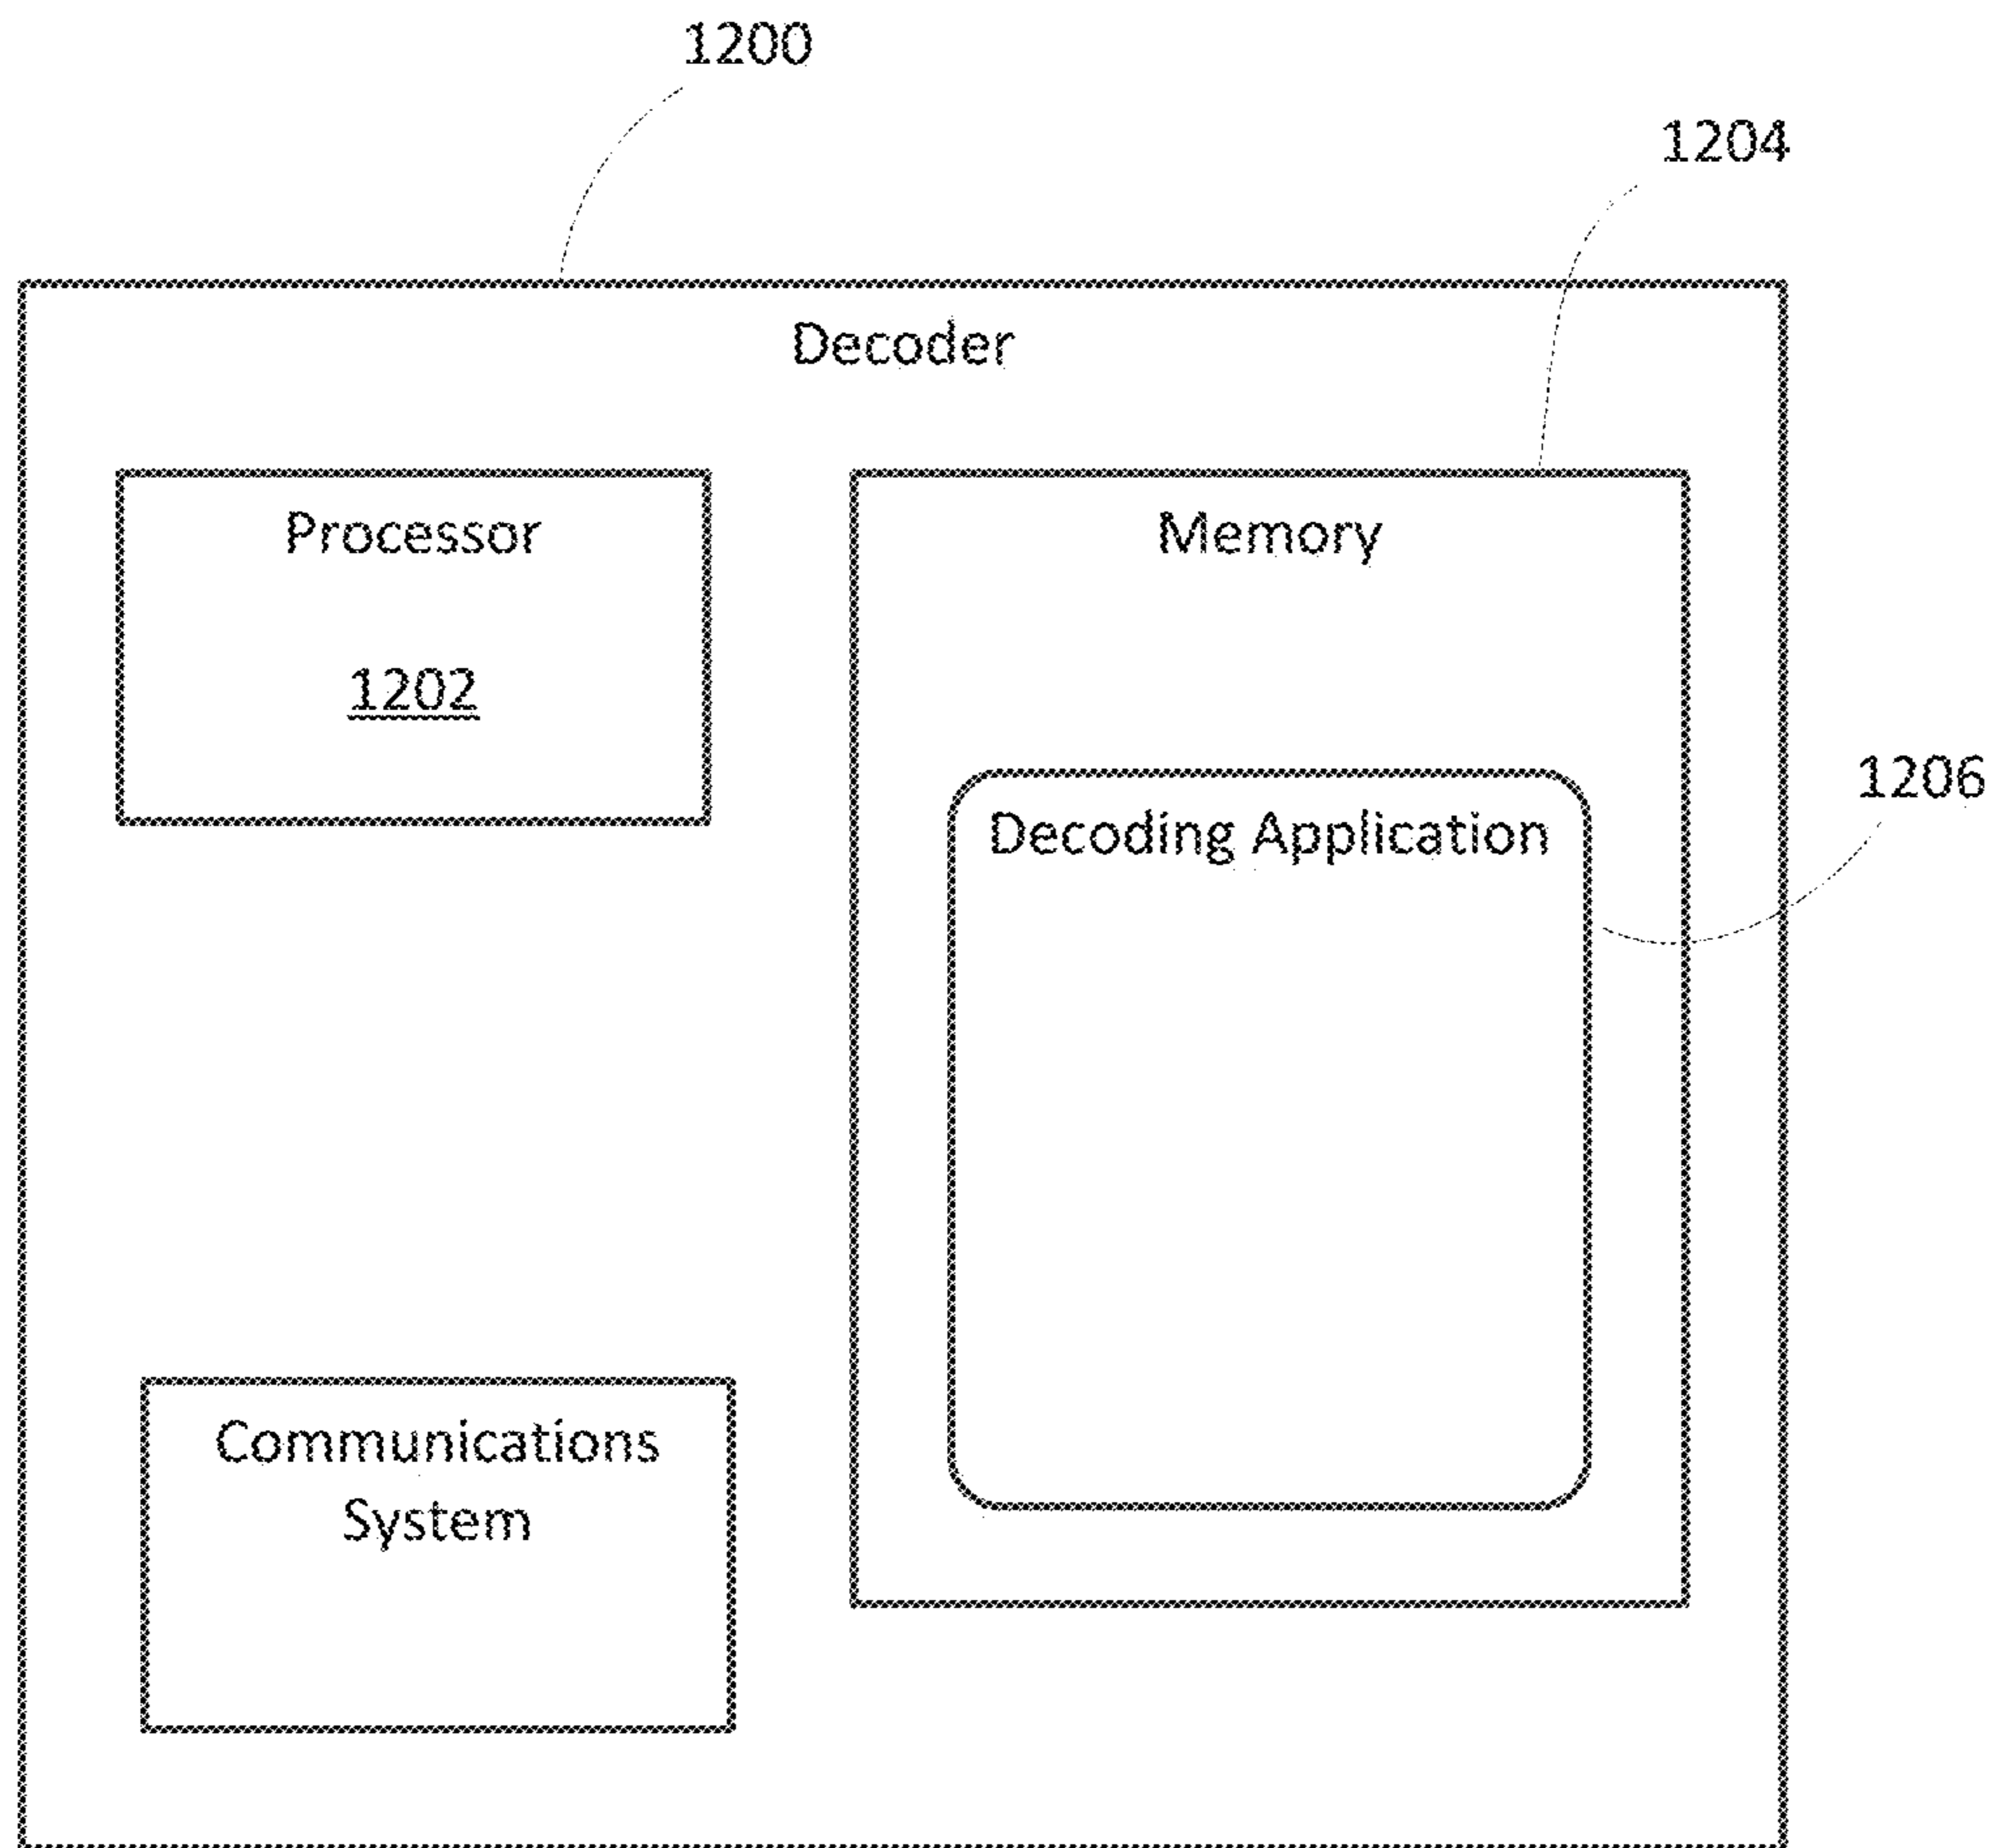 1200
1204
Decoder
Processor
1202
Memory
Decoding Application
1206
Communications
System